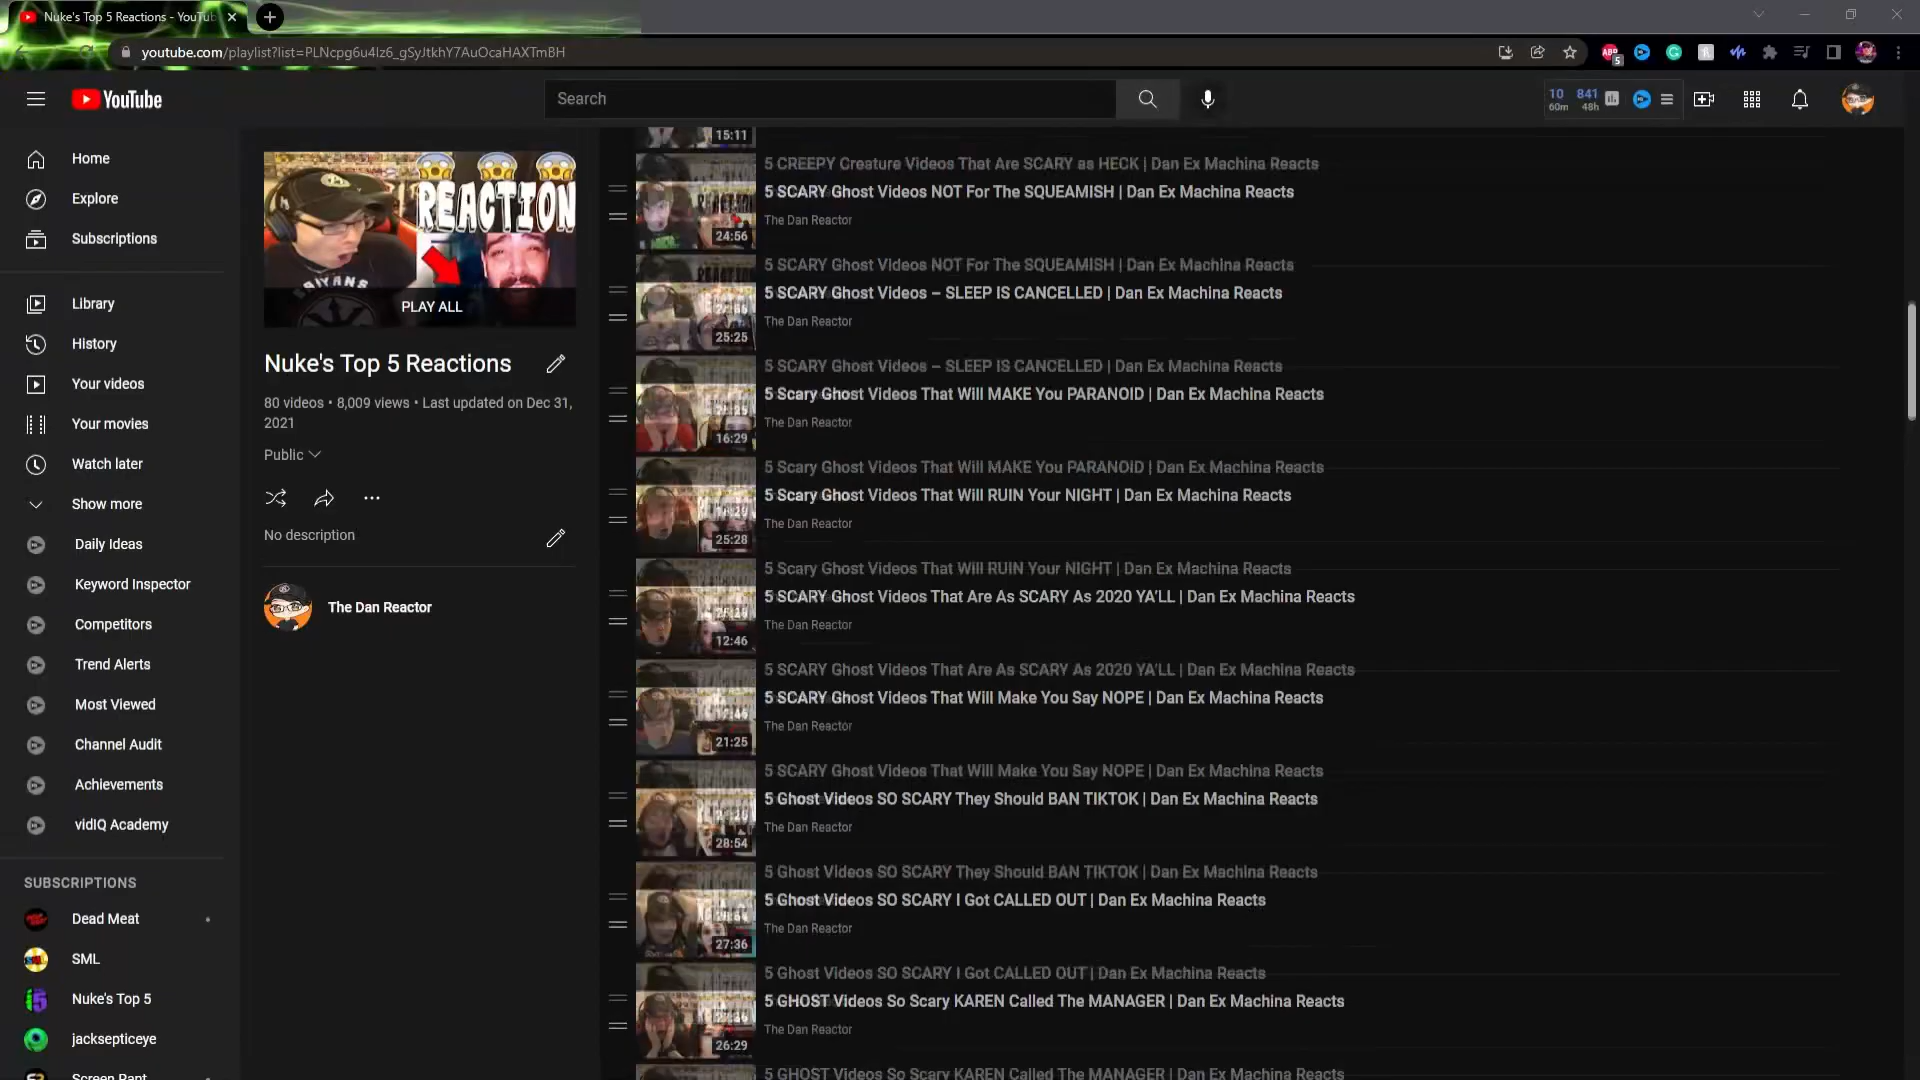 Nuke's Top 5 Reactions - YouTub
youtube.com/playlist?list=PLNcpg6u4lz6_gSyJtkhY7AuOcaHAXTmBH
ABP
5
YouTube
Search
10 841
60m 48h
Home
Explore
Subscriptions
Library
History
Your videos
Your movies
Watch later
Show more
Daily Ideas
Keyword Inspector
Competitors
Trend Alerts
Most Viewed
Channel Audit
Achievements
vidIQ Academy
SUBSCRIPTIONS
Dead Meat
SML
Nuke's Top 5
jacksepticeye
Screen Rant
REACTION
PLAY ALL
Nuke's Top 5 Reactions
80 videos • 8,009 views • Last updated on Dec 31,
2021
Public
No description
The Dan Reactor
15:11
5 CREEPY Creature Videos That Are SCARY as HECK | Dan Ex Machina Reacts
5 SCARY Ghost Videos NOT For The SQUEAMISH | Dan Ex Machina Reacts
The Dan Reactor
24:56
5 SCARY Ghost Videos NOT For The SQUEAMISH | Dan Ex Machina Reacts
5 SCARY Ghost Videos – SLEEP IS CANCELLED | Dan Ex Machina Reacts
The Dan Reactor
25:25
5 SCARY Ghost Videos – SLEEP IS CANCELLED | Dan Ex Machina Reacts
5 Scary Ghost Videos That Will MAKE You PARANOID | Dan Ex Machina Reacts
The Dan Reactor
16:29
5 Scary Ghost Videos That Will MAKE You PARANOID | Dan Ex Machina Reacts
5 Scary Ghost Videos That Will RUIN Your NIGHT | Dan Ex Machina Reacts
The Dan Reactor
25:28
5 Scary Ghost Videos That Will RUIN Your NIGHT | Dan Ex Machina Reacts
5 SCARY Ghost Videos That Are As SCARY As 2020 YA'LL | Dan Ex Machina Reacts
The Dan Reactor
12:46
5 SCARY Ghost Videos That Are As SCARY As 2020 YA'LL | Dan Ex Machina Reacts
5 SCARY Ghost Videos That Will Make You Say NOPE | Dan Ex Machina Reacts
The Dan Reactor
21:25
5 SCARY Ghost Videos That Will Make You Say NOPE | Dan Ex Machina Reacts
5 Ghost Videos SO SCARY They Should BAN TIKTOK | Dan Ex Machina Reacts
The Dan Reactor
28:54
5 Ghost Videos SO SCARY They Should BAN TIKTOK | Dan Ex Machina Reacts
5 Ghost Videos SO SCARY I Got CALLED OUT | Dan Ex Machina Reacts
The Dan Reactor
27:36
5 Ghost Videos SO SCARY I Got CALLED OUT | Dan Ex Machina Reacts
5 GHOST Videos So Scary KAREN Called The MANAGER | Dan Ex Machina Reacts
The Dan Reactor
26:29
5 GHOST Videos So Scary KAREN Called The MANAGER | Dan Ex Machina Reacts